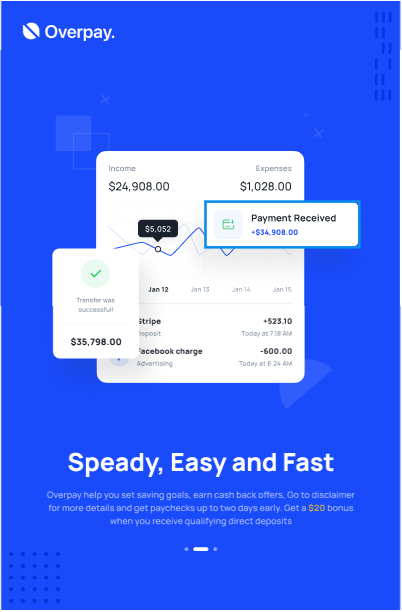 Overpay.
Income
Expenses
$24,908.00
$1,028.00
Payment Received
+$34,908.00
$5,052
Jan 12
Jan 13
Jan 14
Jan 15
Transfer was
successful!
$35,798.00
Stripe
+523.10
Deposit
Today at 7.18 AM
Facebook charge
-600.00
Advertising
Today at 6.24 AM
Speady, Easy and Fast
Overpay help you set saving goals, earn cash back offers, Go to disclaimer
for more details and get paychecks up to two days early. Get a $20 bonus
when you receive qualifying direct deposits